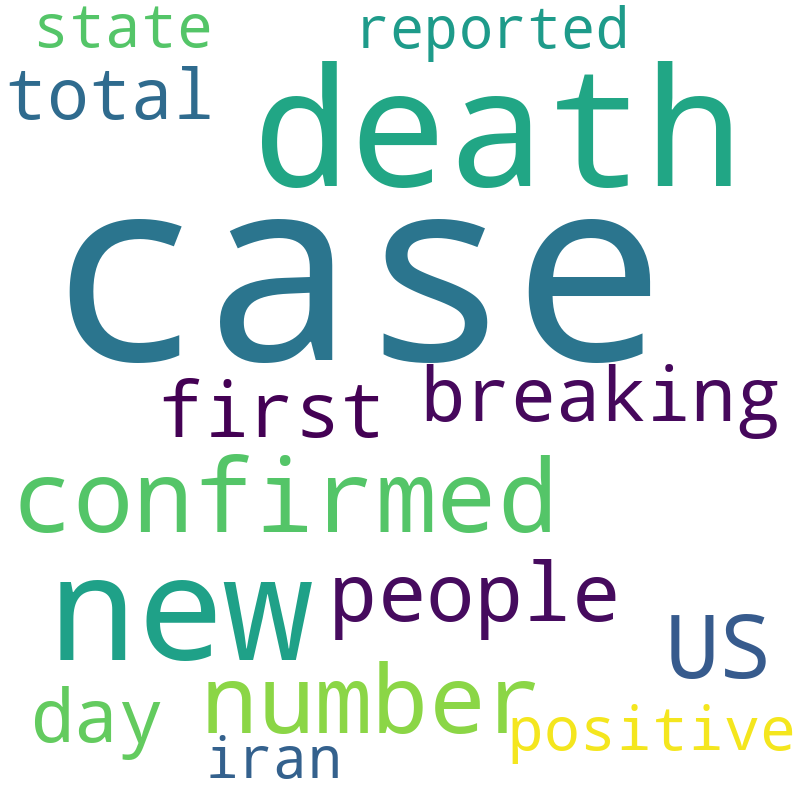 state reported
total death
case
first breaking
confirmed
new people US
day number positive
iran